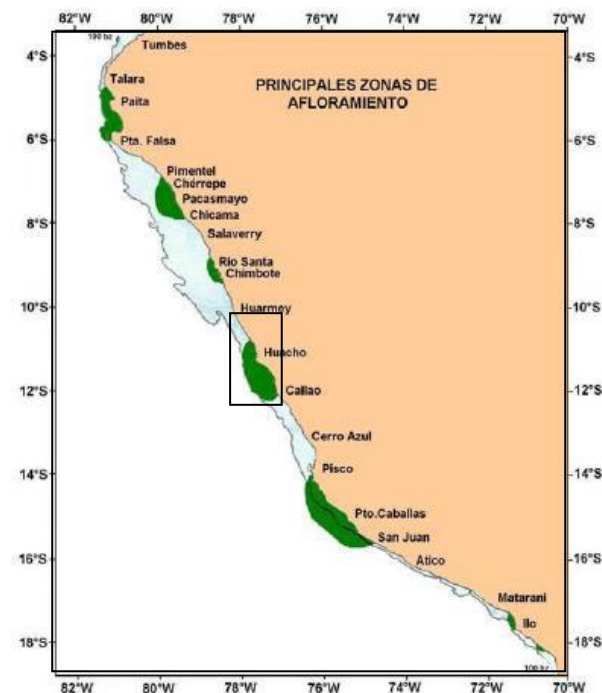 82°W 80°W 78°W 76°W 74°W 72°W 70°W
4°S
4°S
Tumbes
Talara
PRINCIPALES ZONAS DE
AFLORAMIENTO
Paita
6°S
6°S
Pta. Falsa
Pimentel
Chérrepe
Pacasmayo
8°S
8°S
Chicama
Salaverry
Río Santa
Chimbote
10°S
10°S
Huarmey
Huacho
12°S
12°S
Callao
Cerro Azul
14°S
14°S
Pisco
Pto.Caballas
San Juan
16°S
16°S
Atico
Matarani
Ilo
18°S
18°S
82°W 80°W 78°W 76°W 74°W 72°W 70°W